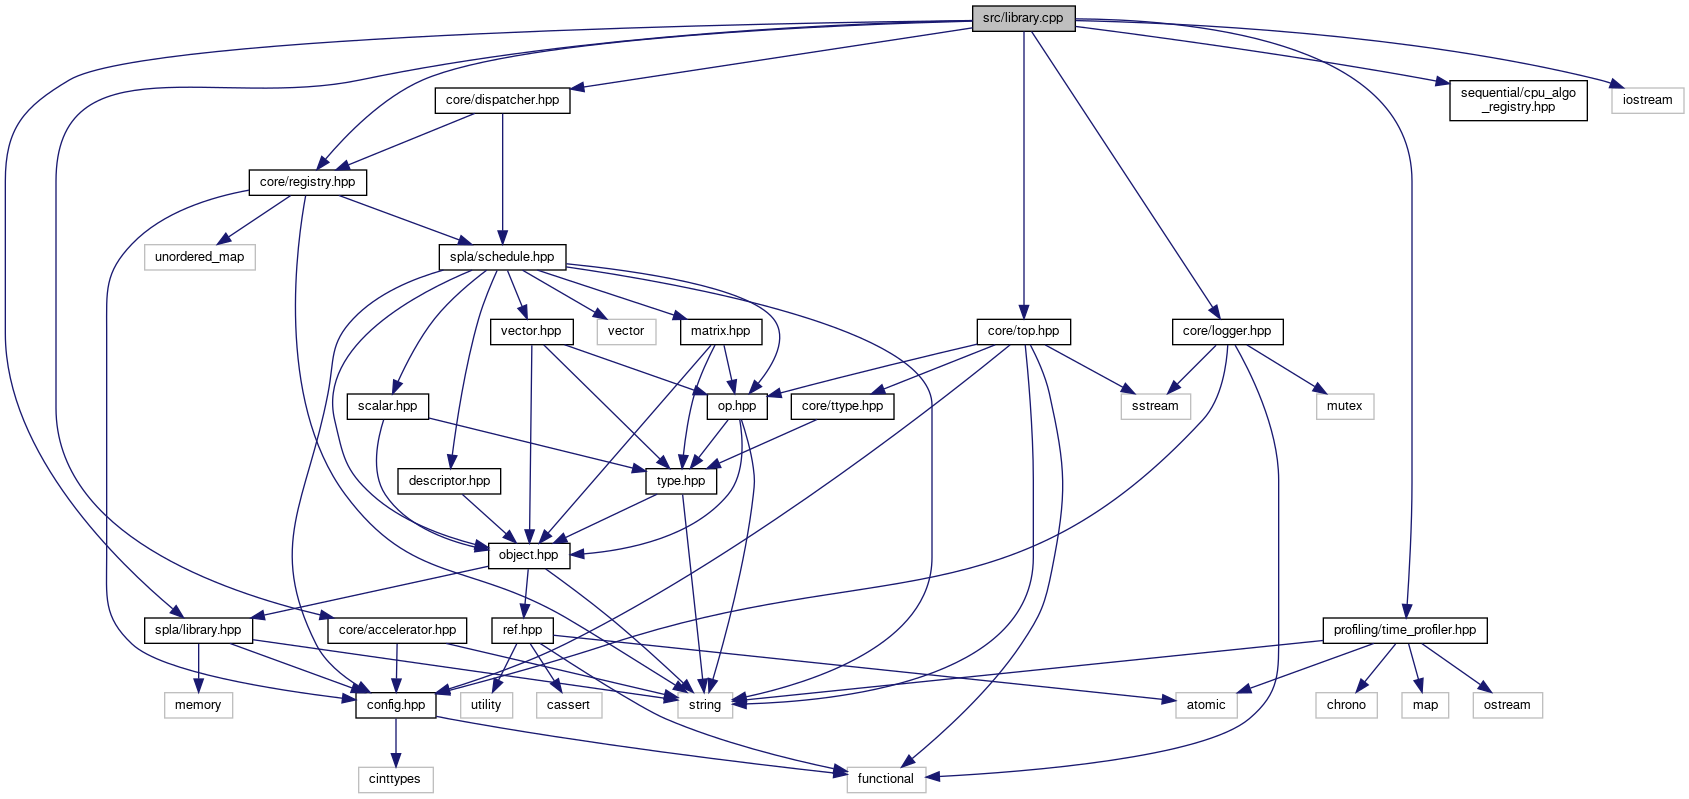 src/library.cpp
core/dispatcher.hpp
sequential/cpu_algo
_registry.hpp
iostream
core/registry.hpp
unordered_map
spla/schedule.hpp
vector.hpp
vector
matrix.hpp
core/top.hpp
core/logger.hpp
scalar.hpp
op.hpp
core/ttype.hpp
sstream
mutex
descriptor.hpp
type.hpp
object.hpp
spla/library.hpp
core/accelerator.hpp
ref.hpp
profiling/time_profiler.hpp
memory
config.hpp
utility
cassert
string
atomic
chrono
map
ostream
cinttypes
functional